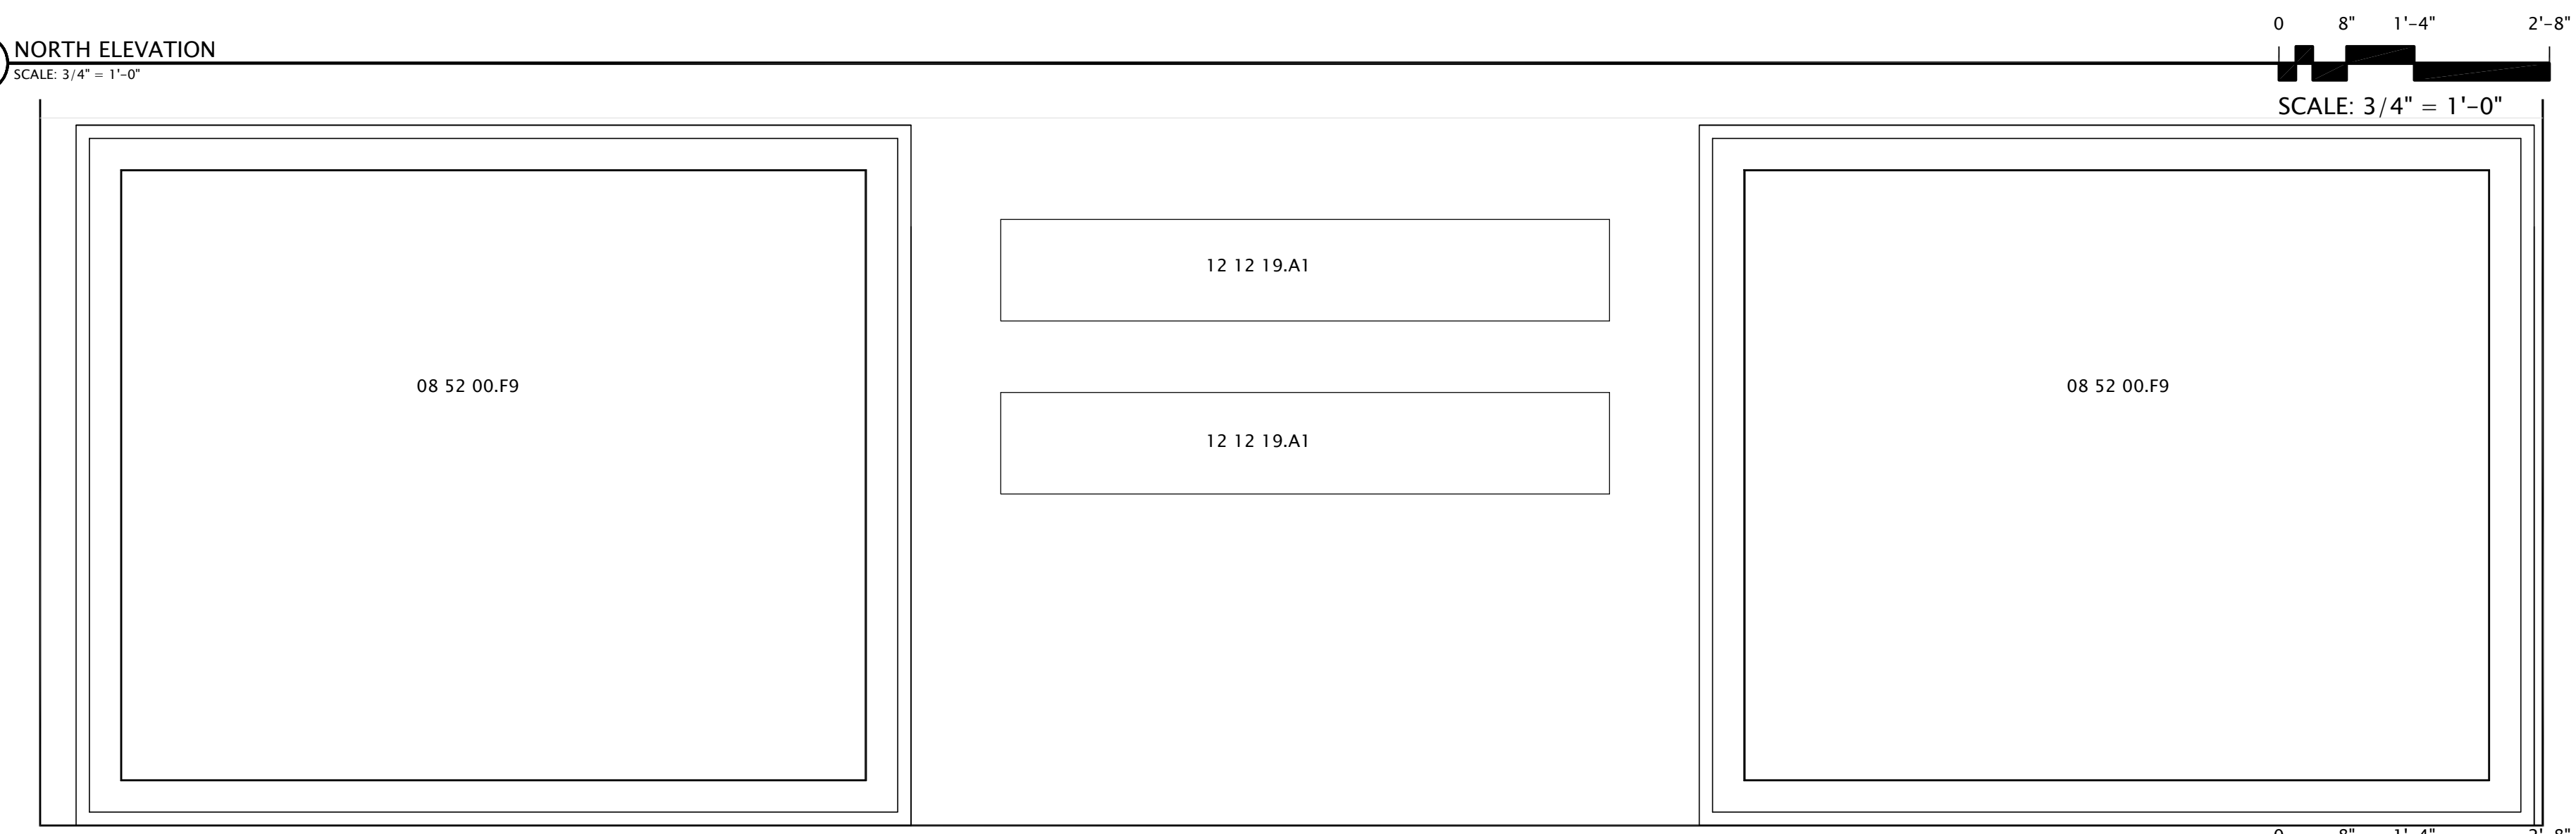 0 8" 1'-4" 2'-8"
NORTH ELEVATION
SCALE: 3/4" = 1'-0"
SCALE: 3/4" = 1'-0"
12 12 19.A1
08 52 00.F9 08 52 00.F9
12 12 19.A1